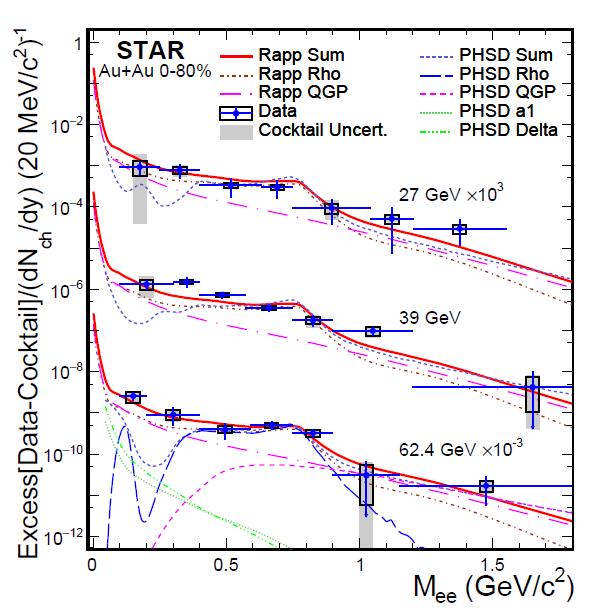 STAR
Au+Au 0-80%
Rapp Sum
Rapp Rho
Rapp QGP
Data
Cocktail Uncert.
PHSD Sum
PHSD Rho
PHSD QGP
PHSD a1
PHSD Delta
27 GeV ×10³
39 GeV
62.4 GeV ×10⁻³
Excess[Data-Cocktail]/(dN_ch/dy) (20 MeV/c²)⁻¹
1
10⁻²
10⁻⁴
10⁻⁶
10⁻⁸
10⁻¹⁰
10⁻¹²
0 0.5 1 1.5
M_ee (GeV/c²)